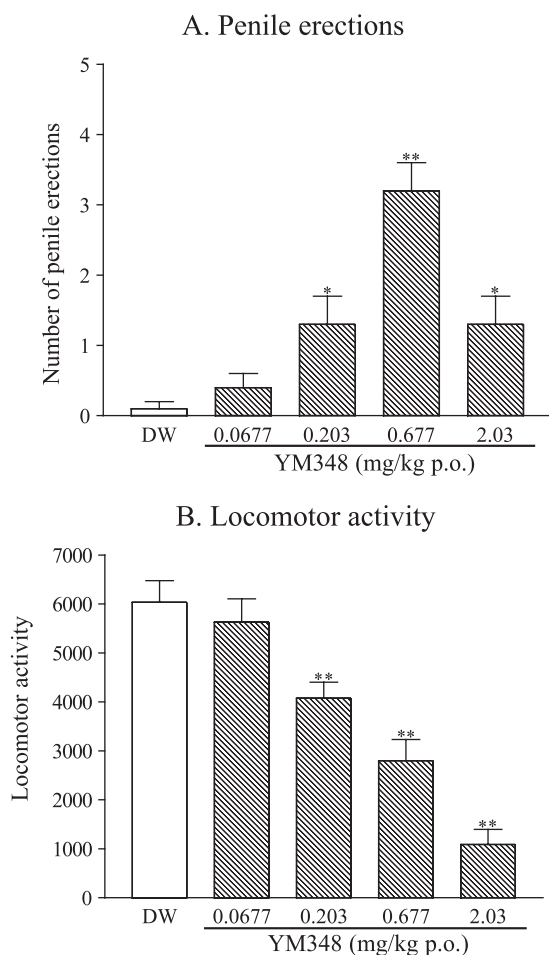 A. Penile erections
5
4
3
2
1
0
Number of penile erections
*
**
*
DW 0.0677 0.203 0.677 2.03
YM348 (mg/kg p.o.)
B. Locomotor activity
7000
6000
5000
4000
3000
2000
1000
0
Locomotor activity
**
**
**
DW 0.0677 0.203 0.677 2.03
YM348 (mg/kg p.o.)